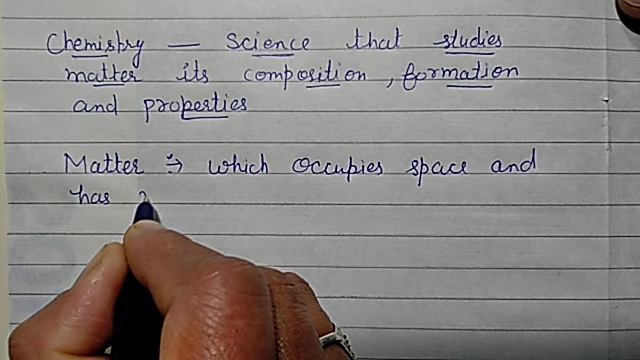 Chemistry — Science that studies
matter its composition, formation
and properties
Matter :→ which occupies space and
has